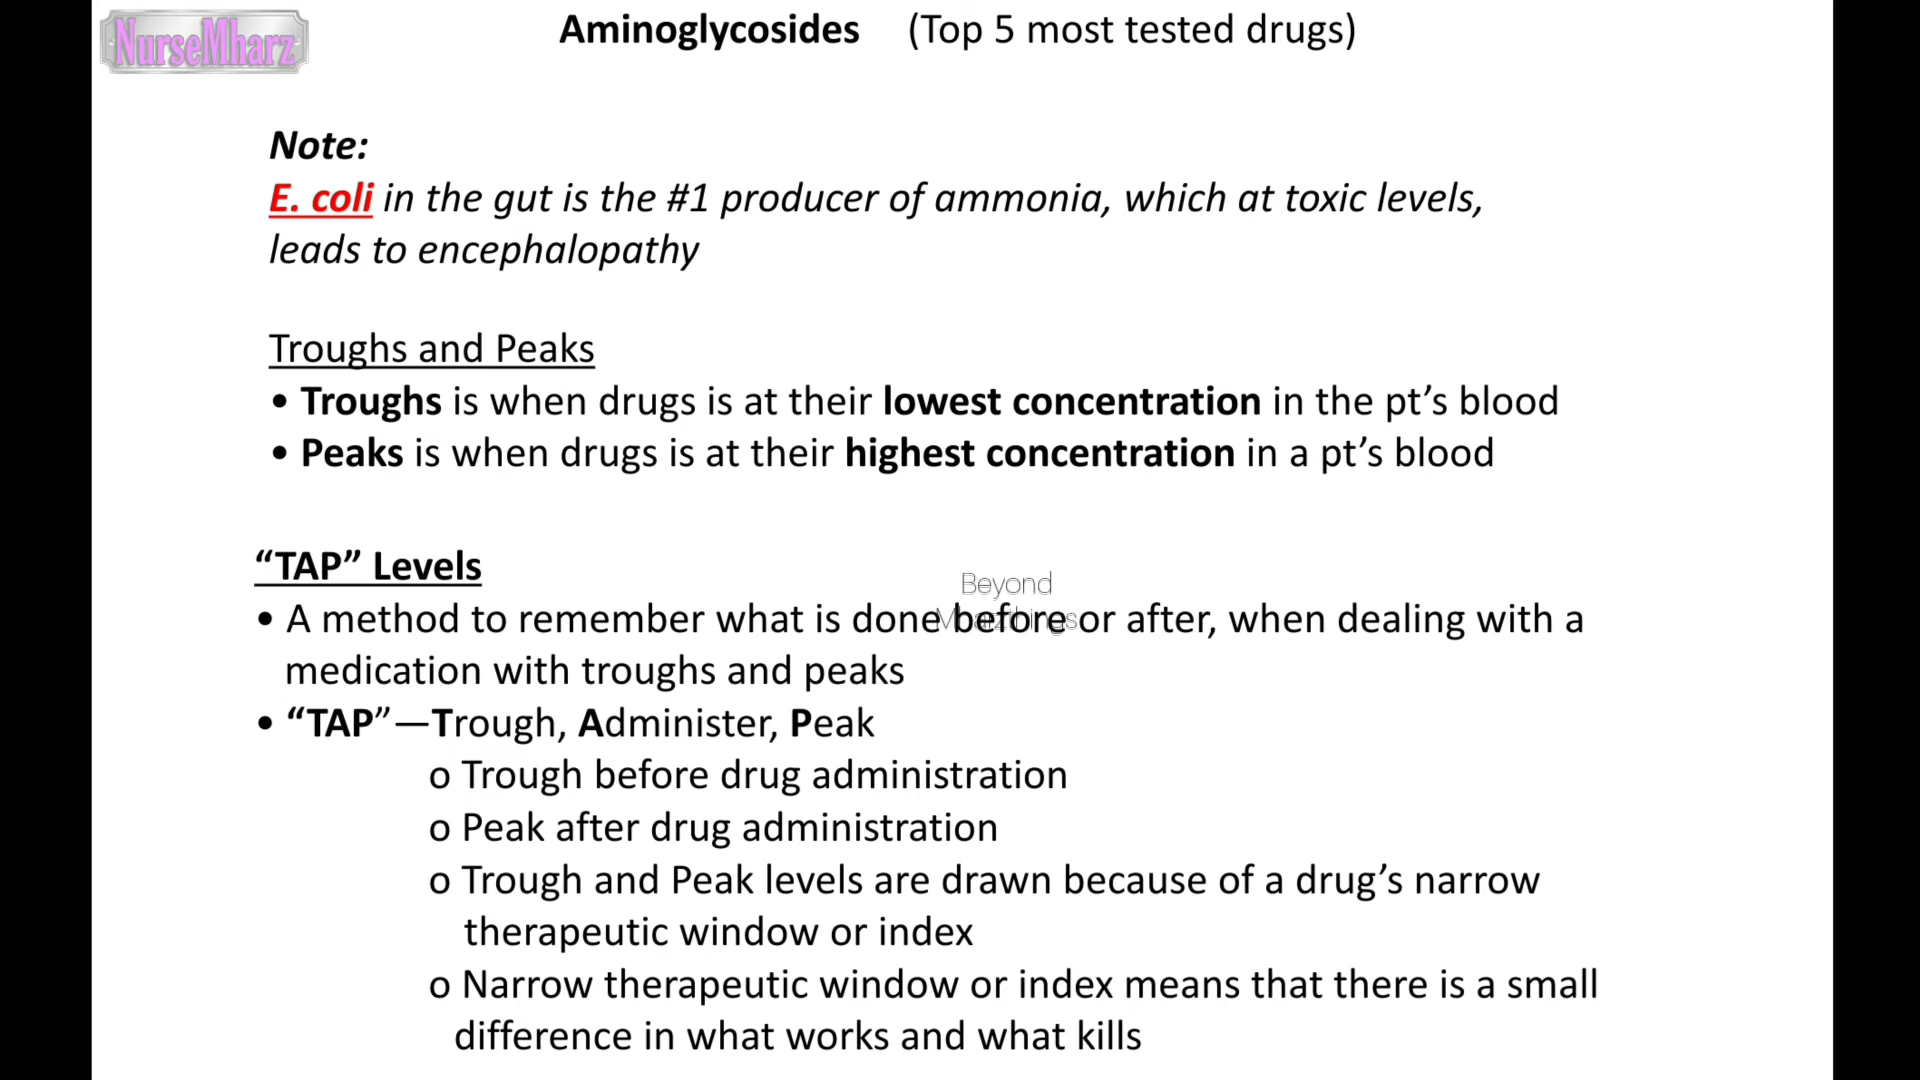 NurseMharz
Aminoglycosides (Top 5 most tested drugs)
Note:
E. coli in the gut is the #1 producer of ammonia, which at toxic levels,
leads to encephalopathy
Troughs and Peaks
• Troughs is when drugs is at their lowest concentration in the pt’s blood
• Peaks is when drugs is at their highest concentration in a pt’s blood
“TAP” Levels
Beyond
Mharzthings
• A method to remember what is done before or after, when dealing with a
medication with troughs and peaks
• “TAP”—Trough, Administer, Peak
o Trough before drug administration
o Peak after drug administration
o Trough and Peak levels are drawn because of a drug’s narrow
therapeutic window or index
o Narrow therapeutic window or index means that there is a small
difference in what works and what kills